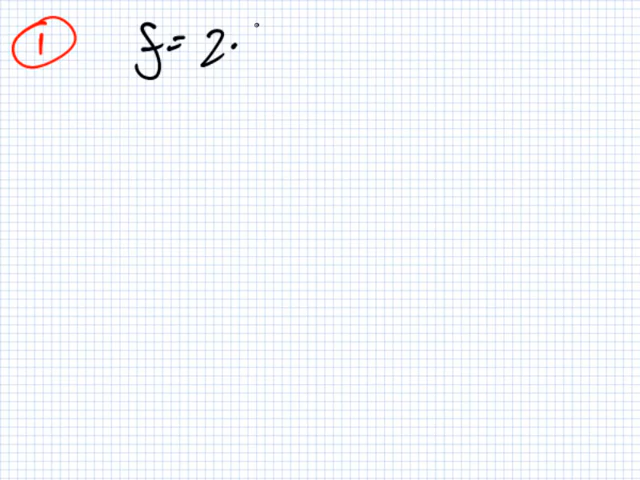 ① f = 2 ·